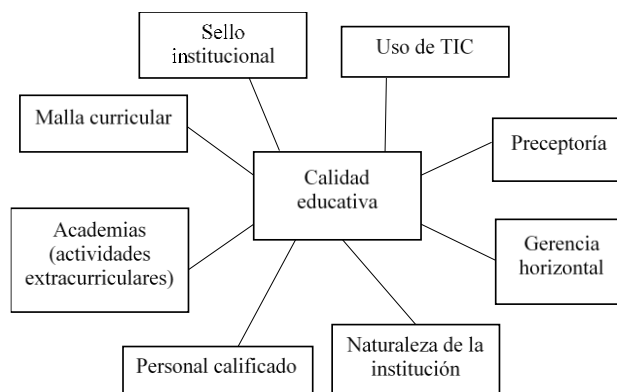 Sello
institucional
Uso de TIC
Malla curricular
Preceptoría
Calidad
educativa
Academias
(actividades
extracurriculares)
Gerencia
horizontal
Personal calificado
Naturaleza de la
institución